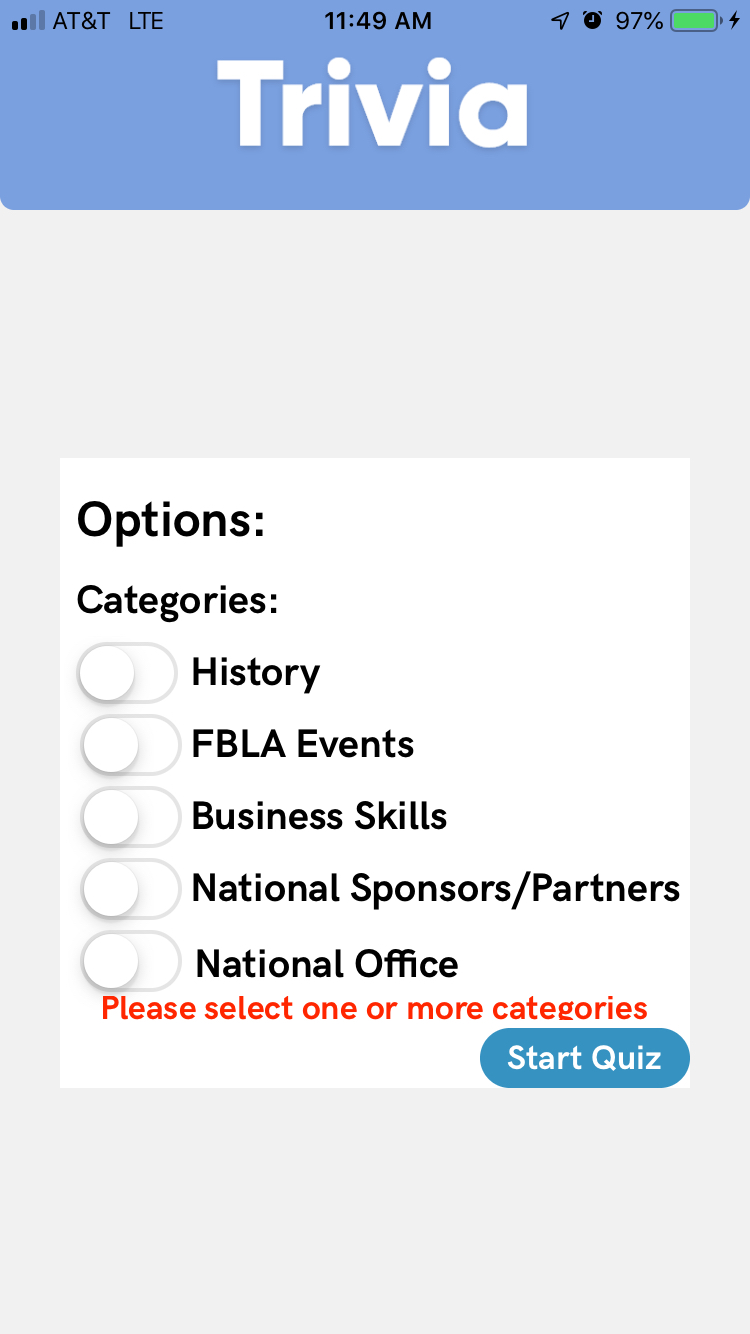 AT&T LTE 11:49 AM 97%
Trivia
Options:
Categories:
History
FBLA Events
Business Skills
National Sponsors/Partners
National Office
Please select one or more categories
Start Quiz